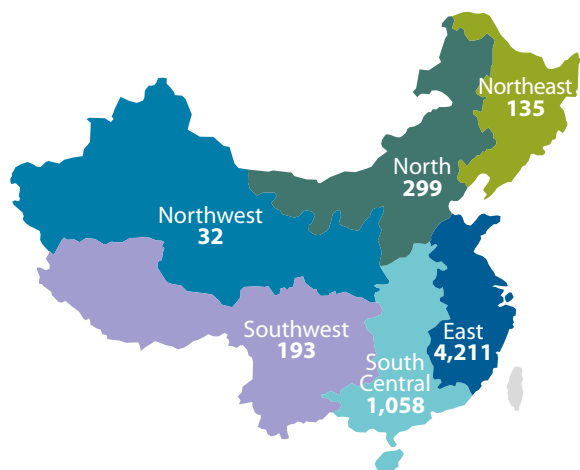 Northeast
135
North
299
Northwest
32
Southwest
193
East
4,211
South
Central
1,058